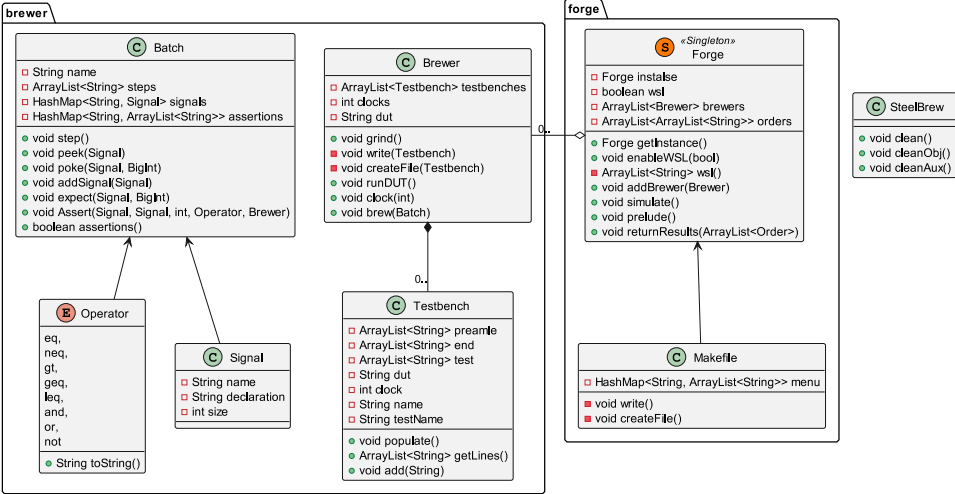 brewer
C Batch
String name
ArrayList<String> steps
HashMap<String, Signal> signals
HashMap<String, ArrayList<String>> assertions
void step()
void peek(Signal)
void poke(Signal, BigInt)
void addSignal(Signal)
void expect(Signal, BigInt)
void Assert(Signal, Signal, int, Operator, Brewer)
boolean assertions()
C Brewer
ArrayList<Testbench> testbenches
int clocks
String dut
void grind()
void write(Testbench)
void createFile(Testbench)
void runDUT()
void clock(int)
void brew(Batch)
0..
0..
E Operator
eq,
neq,
gt,
geq,
leq,
and,
or,
not
String toString()
C Signal
String name
String declaration
int size
C Testbench
ArrayList<String> preamle
ArrayList<String> end
ArrayList<String> test
String dut
int clock
String name
String testName
void populate()
ArrayList<String> getLines()
void add(String)
forge
«Singleton»
S Forge
Forge instalse
boolean wsl
ArrayList<Brewer> brewers
ArrayList<ArrayList<String>> orders
Forge getInstance()
void enableWSL(bool)
ArrayList<String> wsl()
void addBrewer(Brewer)
void simulate()
void prelude()
void returnResults(ArrayList<Order>)
C Makefile
HashMap<String, ArrayList<String>> menu
void write()
void createFile()
C SteelBrew
void clean()
void cleanObj()
void cleanAux()